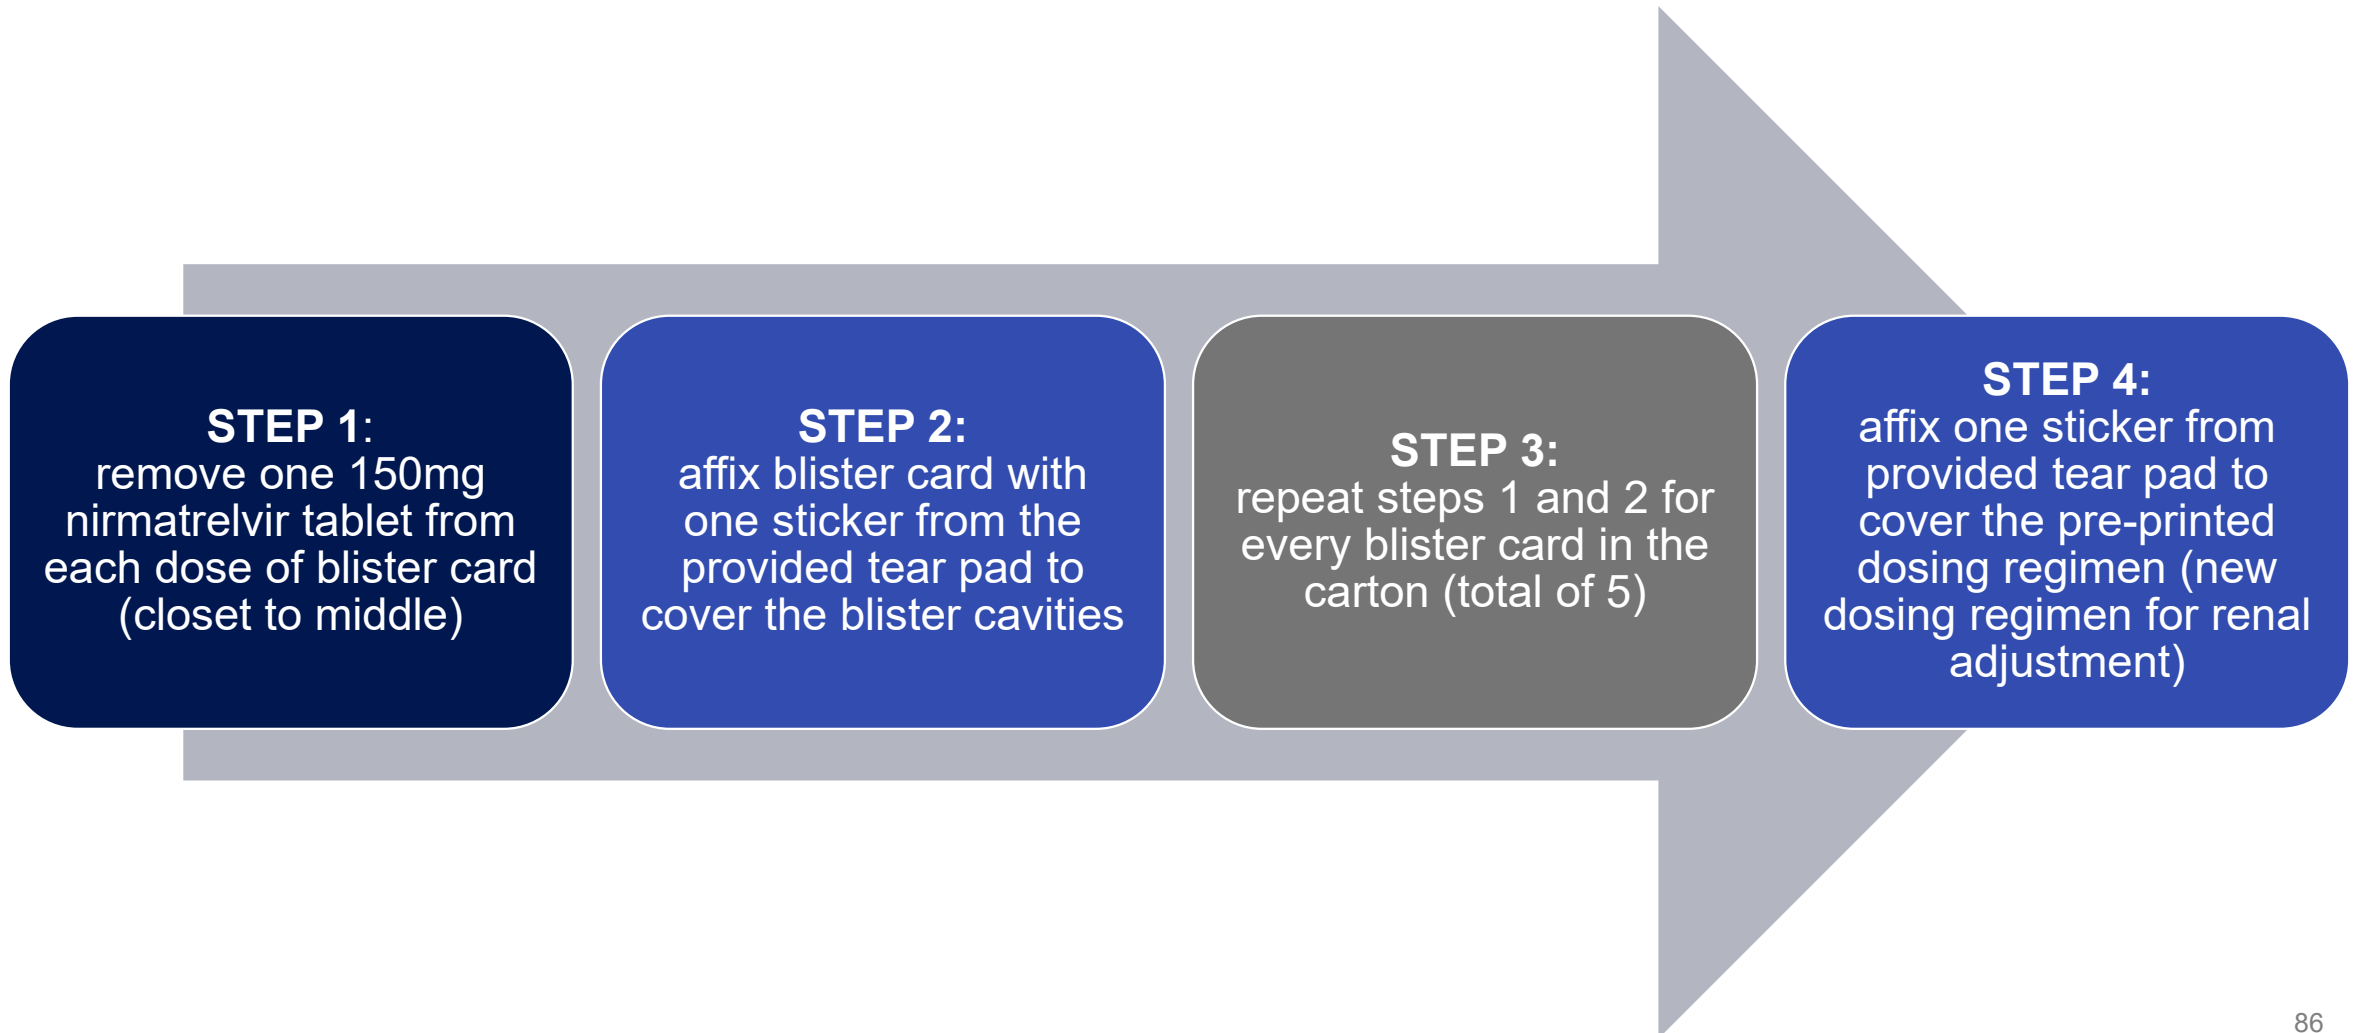 STEP 1:
remove one 150mg
nirmatrelvir tablet from
each dose of blister card
(closet to middle)
STEP 2:
affix blister card with
one sticker from the
provided tear pad to
cover the blister cavities
STEP 3:
repeat steps 1 and 2 for
every blister card in the
carton (total of 5)
STEP 4:
affix one sticker from
provided tear pad to
cover the pre-printed
dosing regimen (new
dosing regimen for renal
adjustment)
86